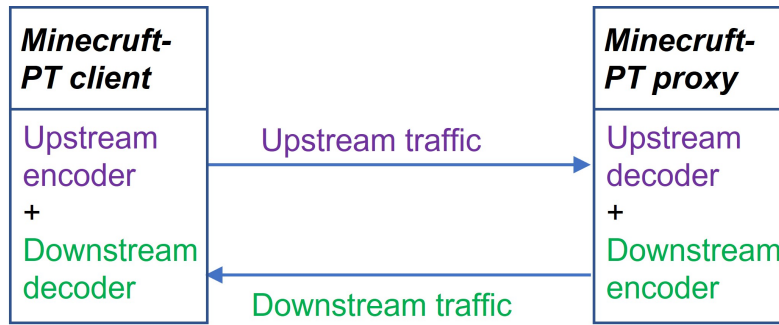 Minecruft-
PT client
Upstream
encoder
+
Downstream
decoder
Upstream traffic
Downstream traffic
Minecruft-
PT proxy
Upstream
decoder
+
Downstream
encoder